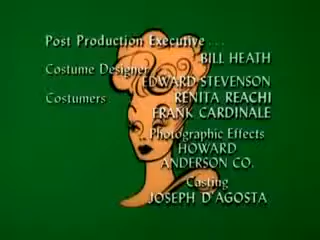 Post Production Executive ...
BILL HEATH
Costume Designer
EDWARD STEVENSON
Costumers
RENITA REACHI
FRANK CARDINALE
Photographic Effects
HOWARD
ANDERSON CO.
Casting
JOSEPH D'AGOSTA